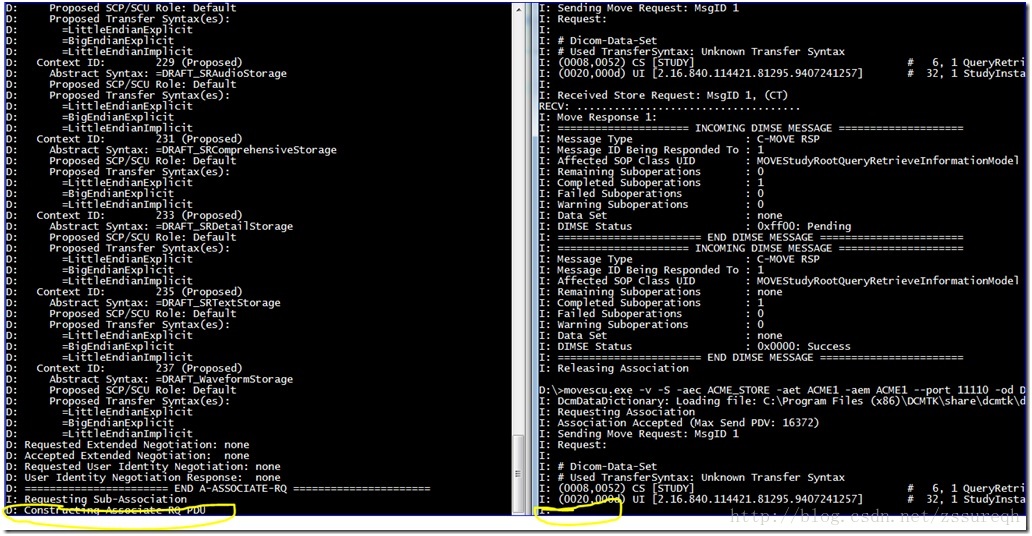 D:     Proposed SCP/SCU Role: Default
D:     Proposed Transfer Syntax(es):
D:       =LittleEndianExplicit
D:       =BigEndianExplicit
D:       =LittleEndianImplicit
D:   Context ID:        229 (Proposed)
D:     Abstract Syntax: =DRAFT_SRAudioStorage
D:     Proposed SCP/SCU Role: Default
D:     Proposed Transfer Syntax(es):
D:       =LittleEndianExplicit
D:       =BigEndianExplicit
D:       =LittleEndianImplicit
D:   Context ID:        231 (Proposed)
D:     Abstract Syntax: =DRAFT_SRComprehensiveStorage
D:     Proposed SCP/SCU Role: Default
D:     Proposed Transfer Syntax(es):
D:       =LittleEndianExplicit
D:       =BigEndianExplicit
D:       =LittleEndianImplicit
D:   Context ID:        233 (Proposed)
D:     Abstract Syntax: =DRAFT_SRDetailStorage
D:     Proposed SCP/SCU Role: Default
D:     Proposed Transfer Syntax(es):
D:       =LittleEndianExplicit
D:       =BigEndianExplicit
D:       =LittleEndianImplicit
D:   Context ID:        235 (Proposed)
D:     Abstract Syntax: =DRAFT_SRTextStorage
D:     Proposed SCP/SCU Role: Default
D:     Proposed Transfer Syntax(es):
D:       =LittleEndianExplicit
D:       =BigEndianExplicit
D:       =LittleEndianImplicit
D:   Context ID:        237 (Proposed)
D:     Abstract Syntax: =DRAFT_WaveformStorage
D:     Proposed SCP/SCU Role: Default
D:     Proposed Transfer Syntax(es):
D:       =LittleEndianExplicit
D:       =BigEndianExplicit
D:       =LittleEndianImplicit
D: Requested Extended Negotiation: none
D: Accepted Extended Negotiation:  none
D: Requested User Identity Negotiation: none
D: User Identity Negotiation Response:  none
D: ======================= END A-ASSOCIATE-RQ ======================
I: Requesting Sub-Association
D: Constructing Associate RQ PDU
I: Sending Move Request: MsgID 1
I: Request:
I:
I: # Dicom-Data-Set
I: # Used TransferSyntax: Unknown Transfer Syntax
I: (0008,0052) CS [STUDY]                                  #   6, 1 QueryRetri
I: (0020,000d) UI [2.16.840.114421.81295.9407241257]       #  32, 1 StudyInsta
I:
I: Received Store Request: MsgID 1, (CT)
RECV: ....................................
I: Move Response 1:
I: ===================== INCOMING DIMSE MESSAGE ====================
I: Message Type                  : C-MOVE RSP
I: Message ID Being Responded To : 1
I: Affected SOP Class UID        : MOVEStudyRootQueryRetrieveInformationModel
I: Remaining Suboperations       : 0
I: Completed Suboperations       : 1
I: Failed Suboperations          : 0
I: Warning Suboperations         : 0
I: Data Set                      : none
I: DIMSE Status                  : 0xff00: Pending
I: ======================= END DIMSE MESSAGE =======================
I: ===================== INCOMING DIMSE MESSAGE ====================
I: Message Type                  : C-MOVE RSP
I: Message ID Being Responded To : 1
I: Affected SOP Class UID        : MOVEStudyRootQueryRetrieveInformationModel
I: Remaining Suboperations       : none
I: Completed Suboperations       : 1
I: Failed Suboperations          : 0
I: Warning Suboperations         : 0
I: Data Set                      : none
I: DIMSE Status                  : 0x0000: Success
I: ======================= END DIMSE MESSAGE =======================
I: Releasing Association
D:\>movescu.exe -v -S -aec ACME_STORE -aet ACME1 -aem ACME1 --port 11110 -od D
I: DcmDataDictionary: Loading file: C:\Program Files (x86)\DCMTK\share\dcmtk\d
I: Requesting Association
I: Association Accepted (Max Send PDV: 16372)
I: Sending Move Request: MsgID 1
I: Request:
I:
I: # Dicom-Data-Set
I: # Used TransferSyntax: Unknown Transfer Syntax
I: (0008,0052) CS [STUDY]                                  #   6, 1 QueryRetri
I: (0020,000d) UI [2.16.840.114421.81295.9407241257]       #  32, 1 StudyInsta
I:
http://blog.csdn.net/zssureqh